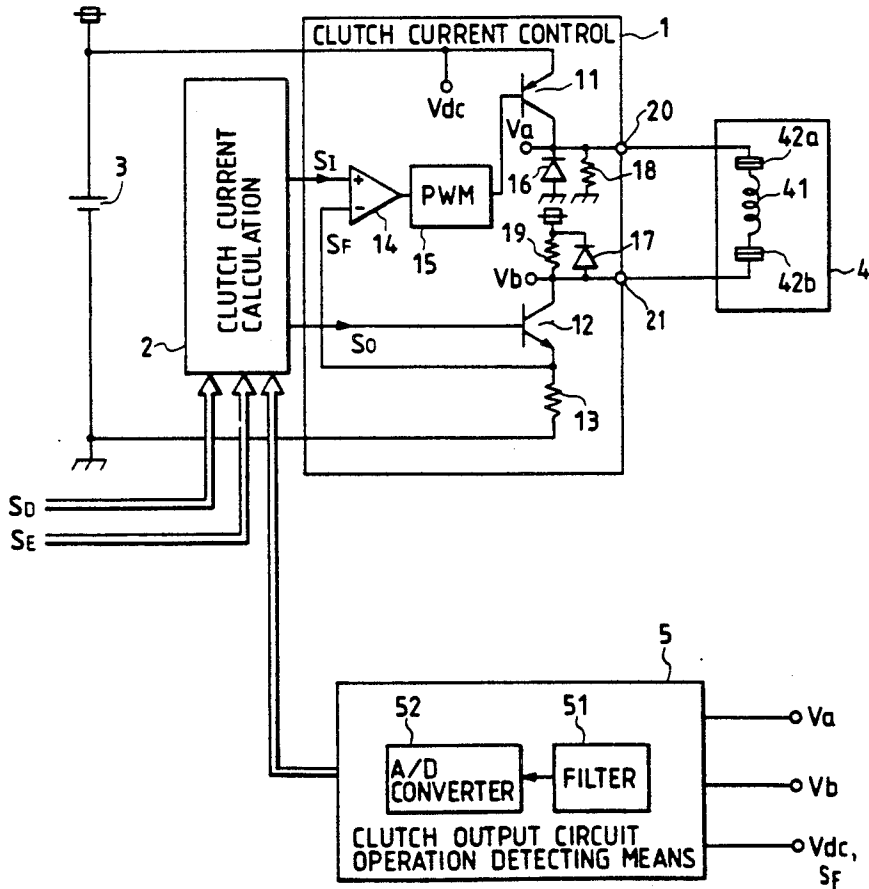 CLUTCH CURRENT CONTROL
1
11
Vdc
Va
20
2
CLUTCH CURRENT
CALCULATION
3
SI
+
-
14
PWM
15
16
18
42a
41
42b
4
SF
19
17
Vb
21
12
SO
13
SD
SE
5
52
51
A/D
CONVERTER
FILTER
CLUTCH OUTPUT CIRCUIT
OPERATION DETECTING MEANS
Va
Vb
Vdc,
SF